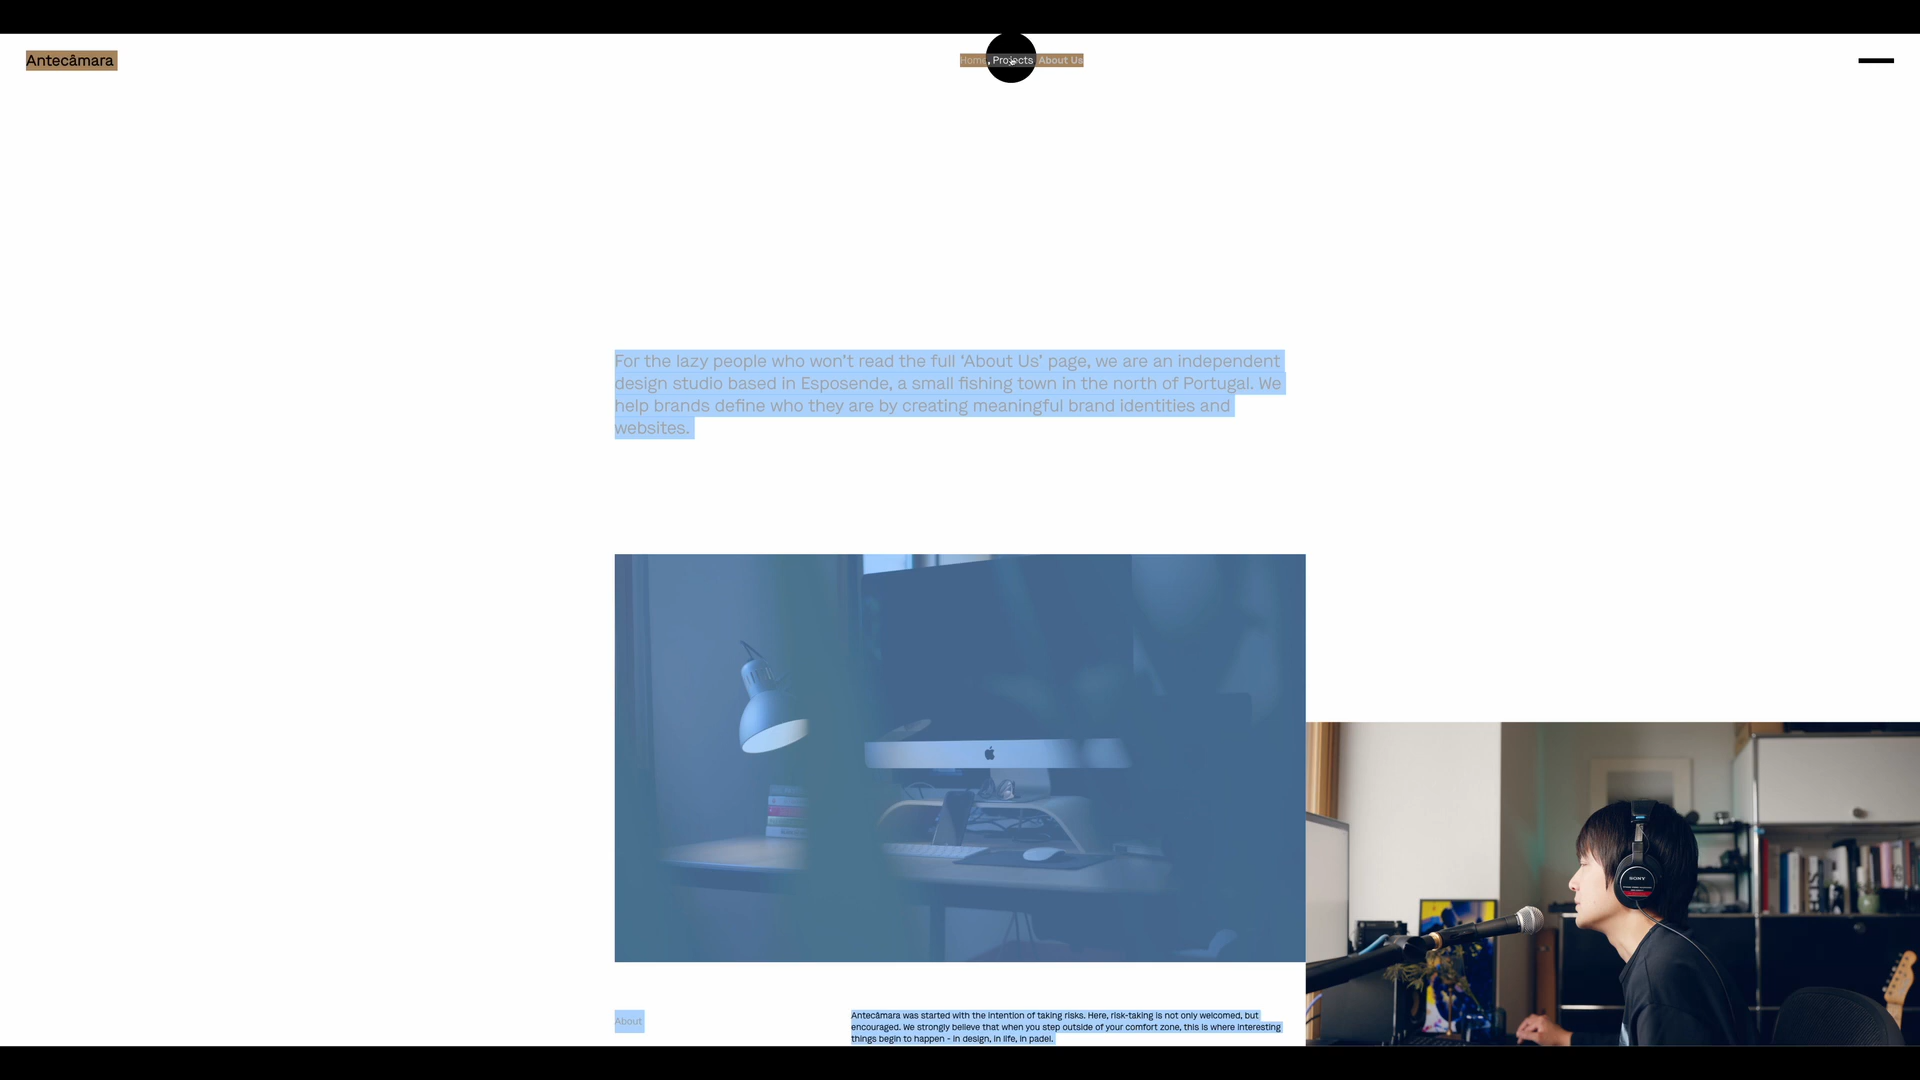 Antecâmara
Home, Projects, About Us
For the lazy people who won’t read the full ‘About Us’ page, we are an independent
design studio based in Esposende, a small fishing town in the north of Portugal. We
help brands define who they are by creating meaningful brand identities and
websites.
SONY
About
Antecâmara was started with the intention of taking risks. Here, risk-taking is not only welcomed, but
encouraged. We strongly believe that when you step outside of your comfort zone, this is where interesting
things begin to happen - in design, in life, in padel.